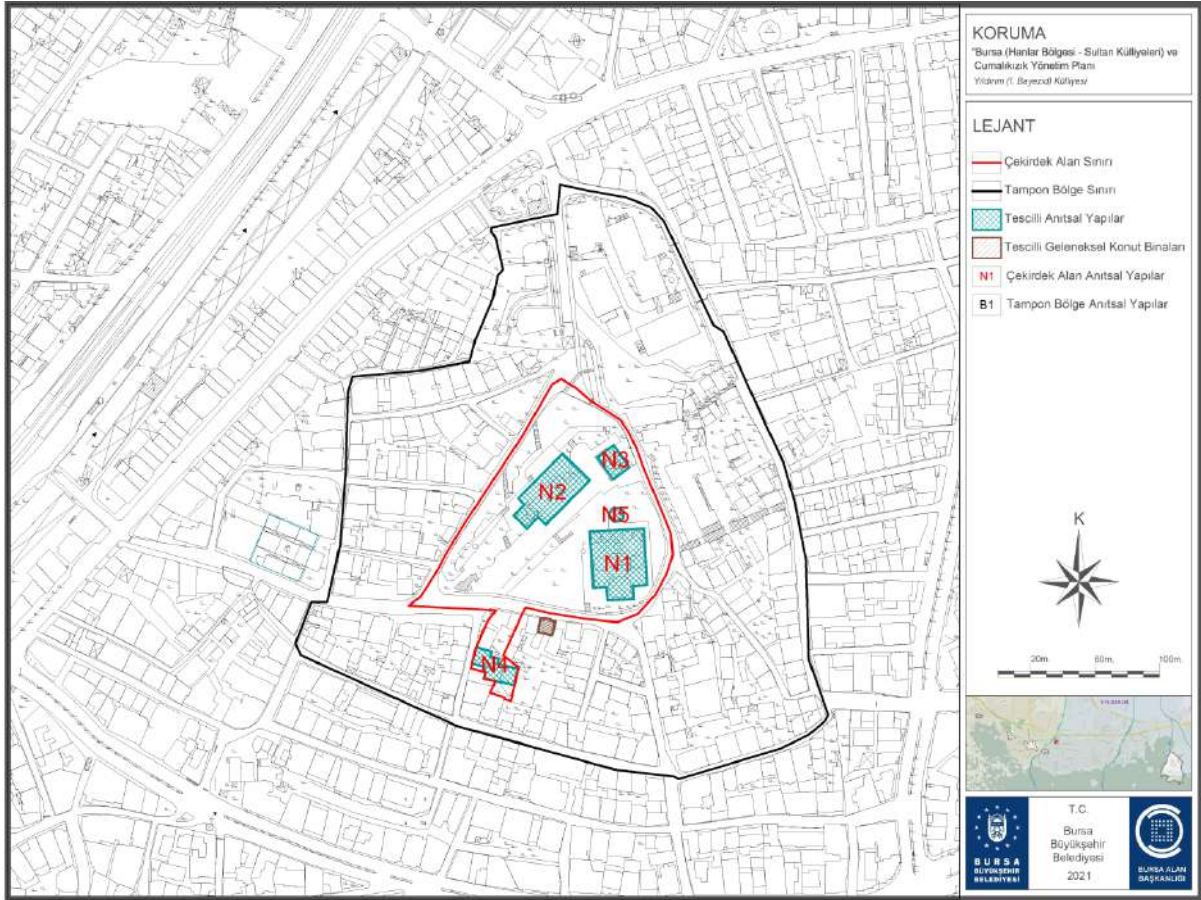 KORUMA
"Bursa (Hanlar Bölgesi - Sultan Külliyeleri) ve
Cumalıkızık Yönetim Planı
Yıldırım (I. Bayezid) Külliyesi
LEJANT
Çekirdek Alan Sınırı
Tampon Bölge Sınırı
Tescilli Anıtsal Yapılar
Tescilli Geleneksel Konut Binaları
N1 Çekirdek Alan Anıtsal Yapılar
B1 Tampon Bölge Anıtsal Yapılar
N3
N2
N5
N1
N4
K
20m. 60m. 100m.
BURSA
BÜYÜKŞEHİR
BELEDİYESİ
T.C.
Bursa
Büyükşehir
Belediyesi
2021
BURSA ALAN
BAŞKANLIĞI